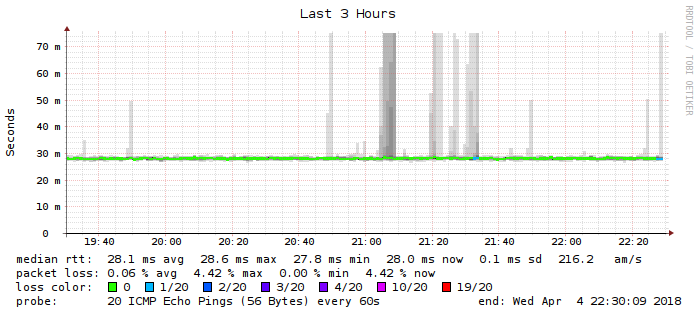 Last 3 Hours
RRDTOOL / TOBI OETIKER
Seconds
70 m
60 m
50 m
40 m
30 m
20 m
10 m
0
19:40 20:00 20:20 20:40 21:00 21:20 21:40 22:00 22:20
median rtt: 28.1 ms avg 28.6 ms max 27.8 ms min 28.0 ms now 0.1 ms sd 216.2 am/s
packet loss: 0.06 % avg 4.42 % max 0.00 % min 4.42 % now
loss color: 0 1/20 2/20 3/20 4/20 10/20 19/20
probe: 20 ICMP Echo Pings (56 Bytes) every 60s end: Wed Apr 4 22:30:09 2018